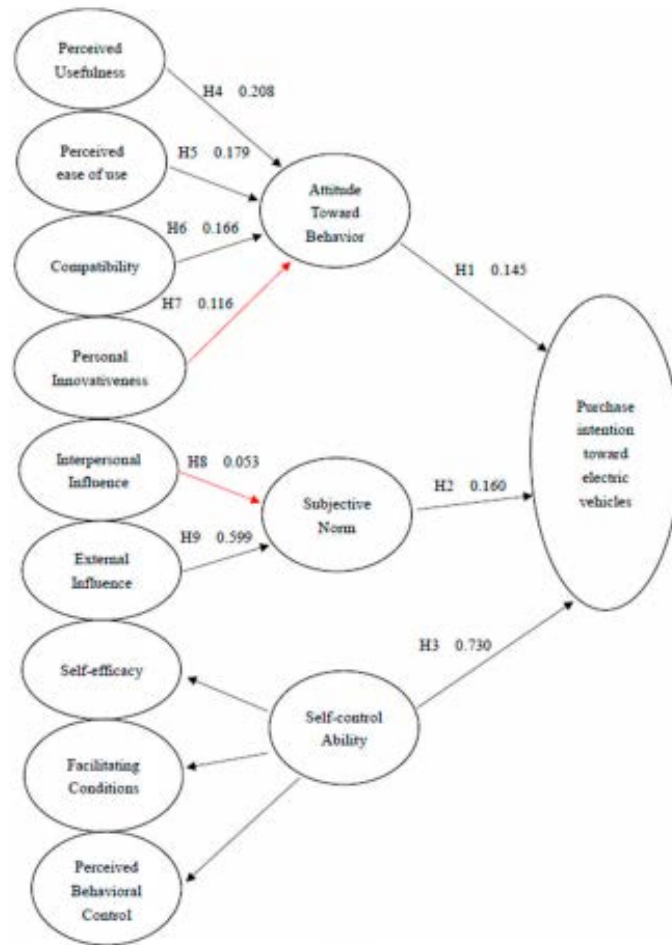 Perceived
Usefulness
H4 0.208
Perceived
ease of use
H5 0.179
Attitude
Toward
Behavior
H6 0.166
Compatibility
H1 0.145
H7 0.116
Personal
Innovativeness
Purchase
intention
toward
electric
vehicles
Interpersonal
Influence
H8 0.053
H2 0.160
Subjective
Norm
H9 0.599
External
Influence
H3 0.730
Self-efficacy
Self-control
Ability
Facilitating
Conditions
Perceived
Behavioral
Control